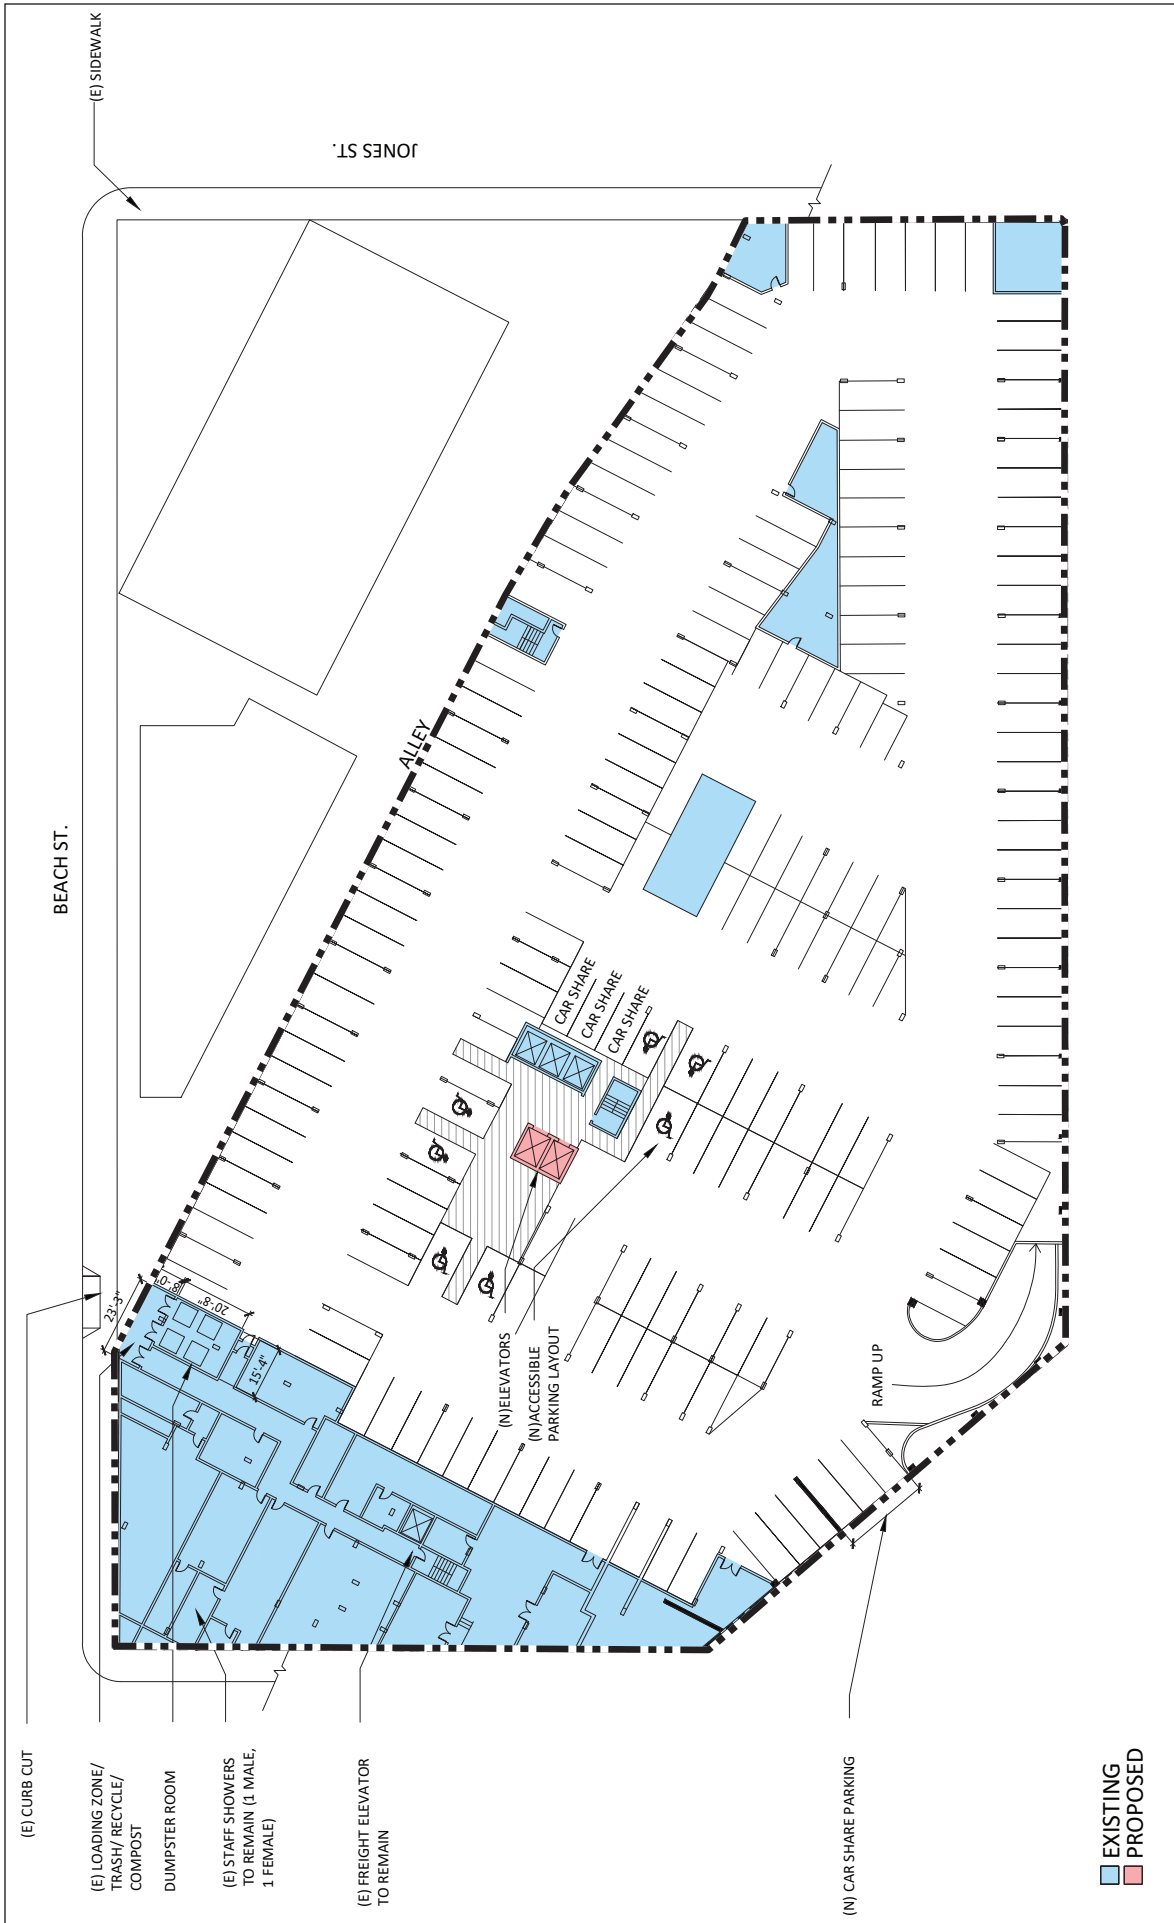 (E) CURB CUT
(E) LOADING ZONE/
TRASH/ RECYCLE/
COMPOST
DUMPSTER ROOM
(E) STAFF SHOWERS
TO REMAIN (1 MALE,
1 FEMALE)
(E) FREIGHT ELEVATOR
TO REMAIN
(N) CAR SHARE PARKING
EXISTING
PROPOSED
BEACH ST.
(E) SIDEWALK
JONES ST.
ALLEY
23'-3"
8'-0"
20'-8"
15'-4"
CAR SHARE
CAR SHARE
CAR SHARE
(N)ELEVATORS
(N)ACCESSIBLE
PARKING LAYOUT
RAMP UP